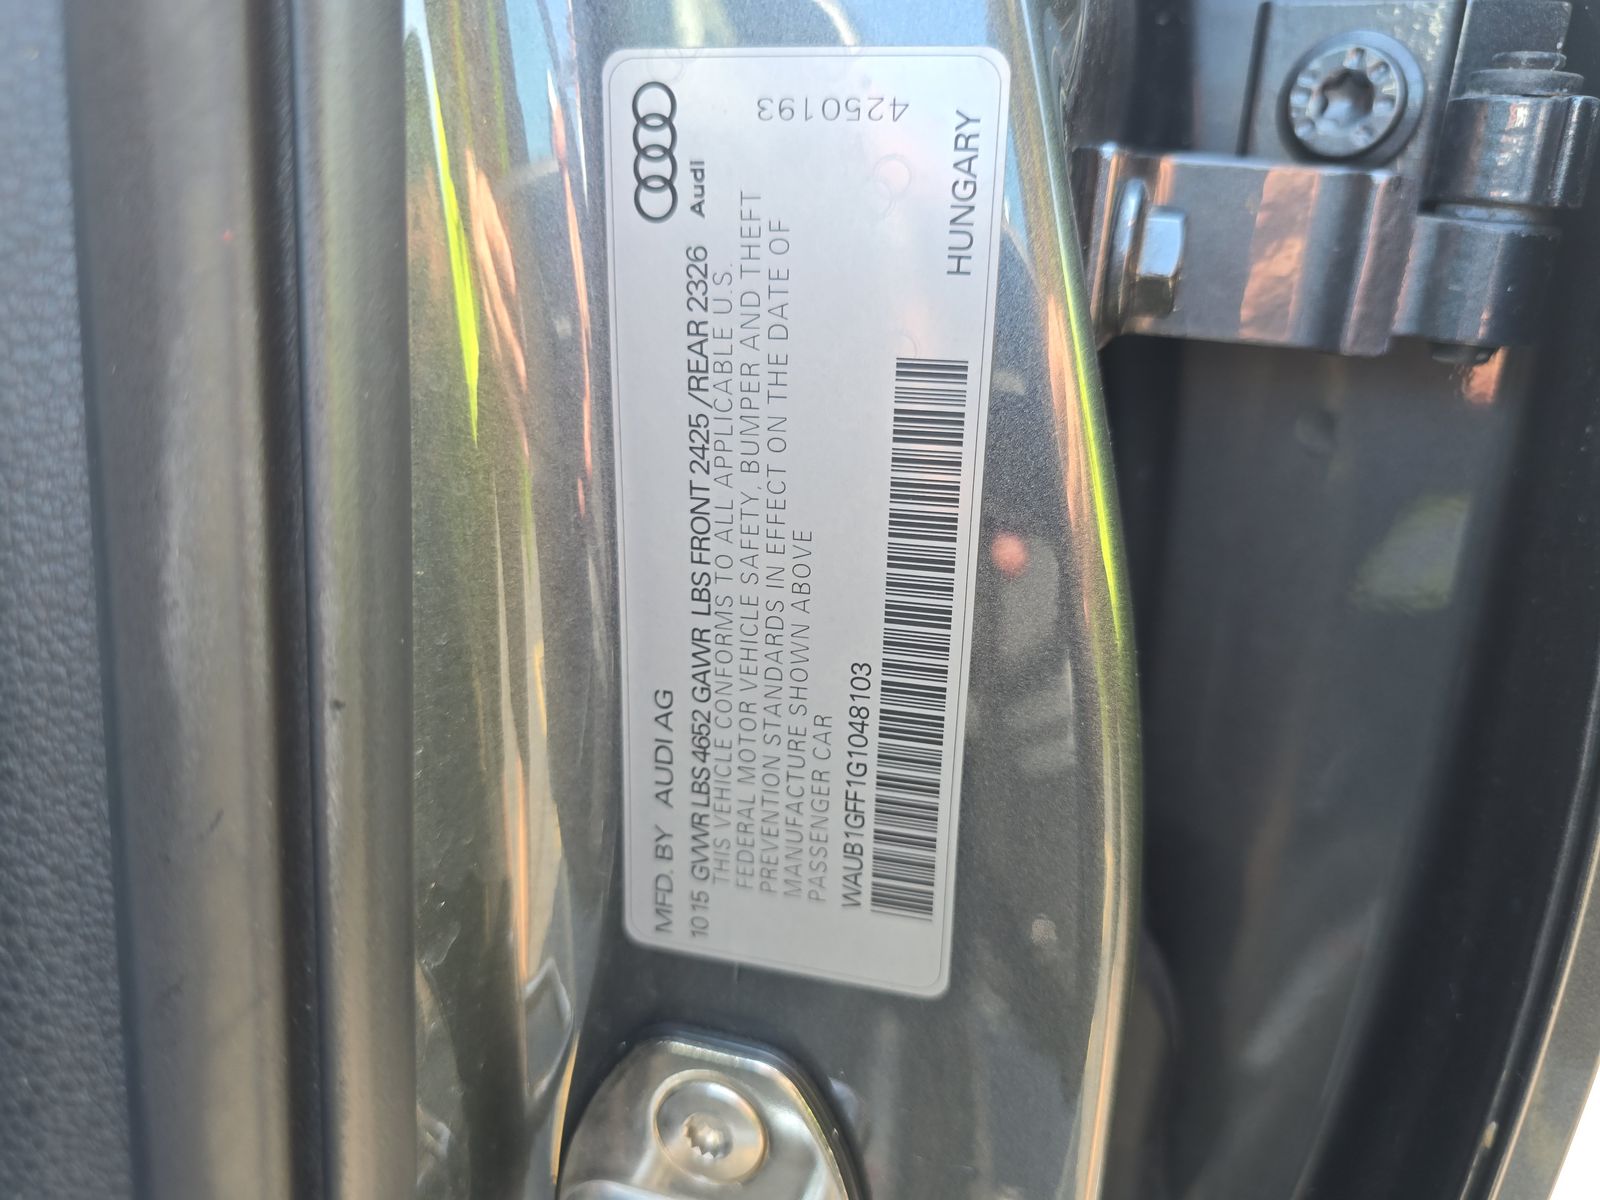 MFD. BY AUDI AG
Audi
10 15 GVWR LBS 4652 GAWR LBS FRONT 2425 /REAR 2326
THIS VEHICLE CONFORMS TO ALL APPLICABLE U.S.
FEDERAL MOTOR VEHICLE SAFETY, BUMPER AND THEFT
PREVENTION STANDARDS IN EFFECT ON THE DATE OF
MANUFACTURE SHOWN ABOVE
PASSENGER CAR
4250193
WAUB1GFF1G1048103
HUNGARY